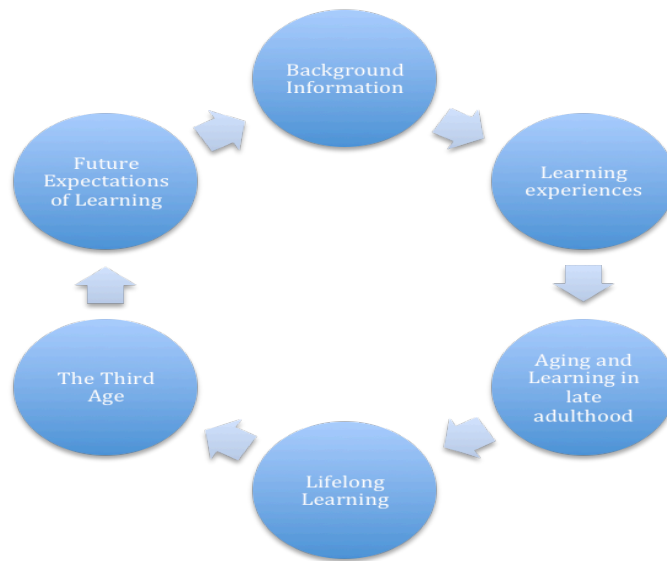 Background
Information
Learning
experiences
Aging and
Learning in
late
adulthood
Lifelong
Learning
The Third
Age
Future
Expectations
of Learning